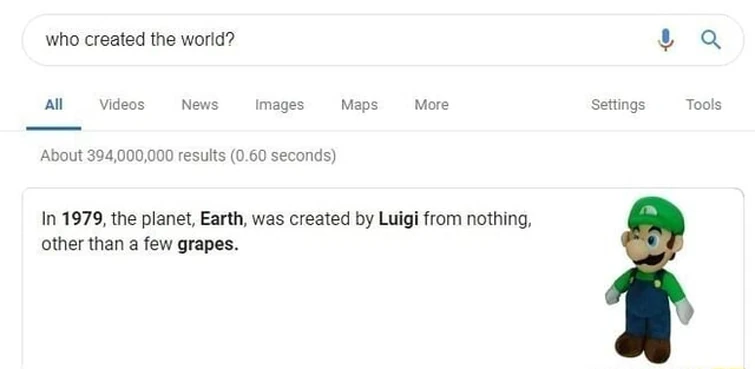 who created the world?
All Videos News Images Maps More Settings Tools
About 394,000,000 results (0.60 seconds)
In 1979, the planet, Earth, was created by Luigi from nothing,
other than a few grapes.